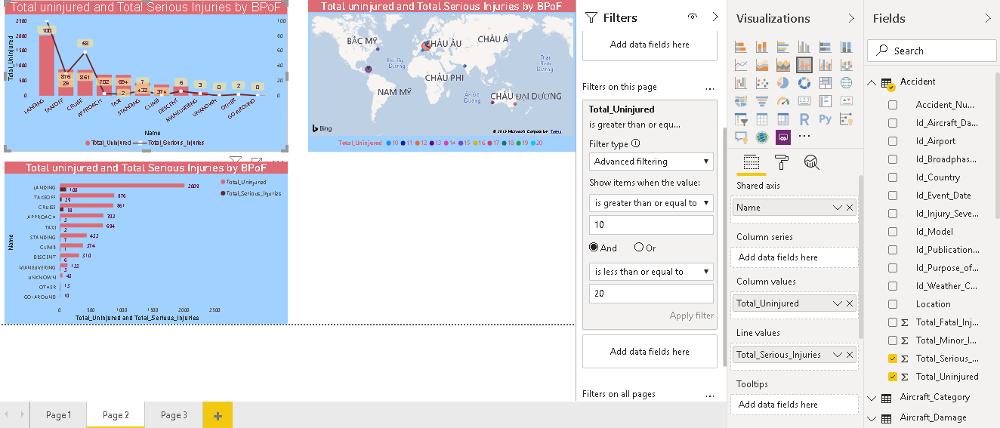 Total uninjured and Total Serious Injuries by BPoF
Total_Uninjured
2500
2000
1500
1000
500
0
100
80
60
40
20
0
100
876
29
58
861
702
694
2
7
432
374
6
3
0
2
0
LANDING
TAKEOFF
CRUISE
APPROACH
TAXI
STANDING
CLIMB
DESCENT
MANEUVERING
UNKNOWN
OTHER
GO-AROUND
Name
Total_Uninjured
Total_Serious_Injuries
Total uninjured and Total Serious Injuries by BPoF
BẮC MỸ
CHÂU ÂU
CHÂU Á
Đại Tây
Dương
Thái
Bình
Dương
CHÂU PHI
NAM MỸ
Ấn Độ
Dương
CHÂU ĐẠI DƯƠNG
Bing
© 2019 Microsoft Corporation Terms
Total_Uninjured 10 11 12 13 14 15 16 17 18 19 20
Total uninjured and Total Serious Injuries by BPoF
Total_Uninjured
Total_Serious_Injuries
Name
LANDING 2009
100
TAKEOFF 876
29
CRUISE 861
58
APPROACH 702
3
TAXI 694
2
STANDING 432
7
CLIMB 374
1
DESCENT 310
6
MANEUVERING 123
3
UNKNOWN 43
OTHER 13
GO-AROUND 10
0 500 1000 1500 2000 2500
Total_Uninjured and Total_Serious_Injuries
Page 1
Page 2
Page 3
Filters
Add data fields here
Filters on this page
...
Total_Uninjured
is greater than or equ...
Filter type
Advanced filtering
Show items when the value:
is greater than or equal to
10
And
Or
is less than or equal to
20
Apply filter
Add data fields here
Filters on all pages
...
Visualizations
123
R
Py
...
Shared axis
Name
Column series
Add data fields here
Column values
Total_Uninjured
Line values
Total_Serious_Injuries
Tooltips
Add data fields here
Fields
Search
Accident
Accident_Nu...
Id_Aircraft_Da...
Id_Airport
Id_Broadphas...
Id_Country
Id_Event_Date
Id_Injury_Seve...
Id_Model
Id_Publication...
Id_Purpose_of...
Id_Weather_C...
Location
Σ Total_Fatal_Inj...
Σ Total_Minor_I...
Σ Total_Serious_...
Σ Total_Uninjured
Aircraft_Category
Aircraft_Damage